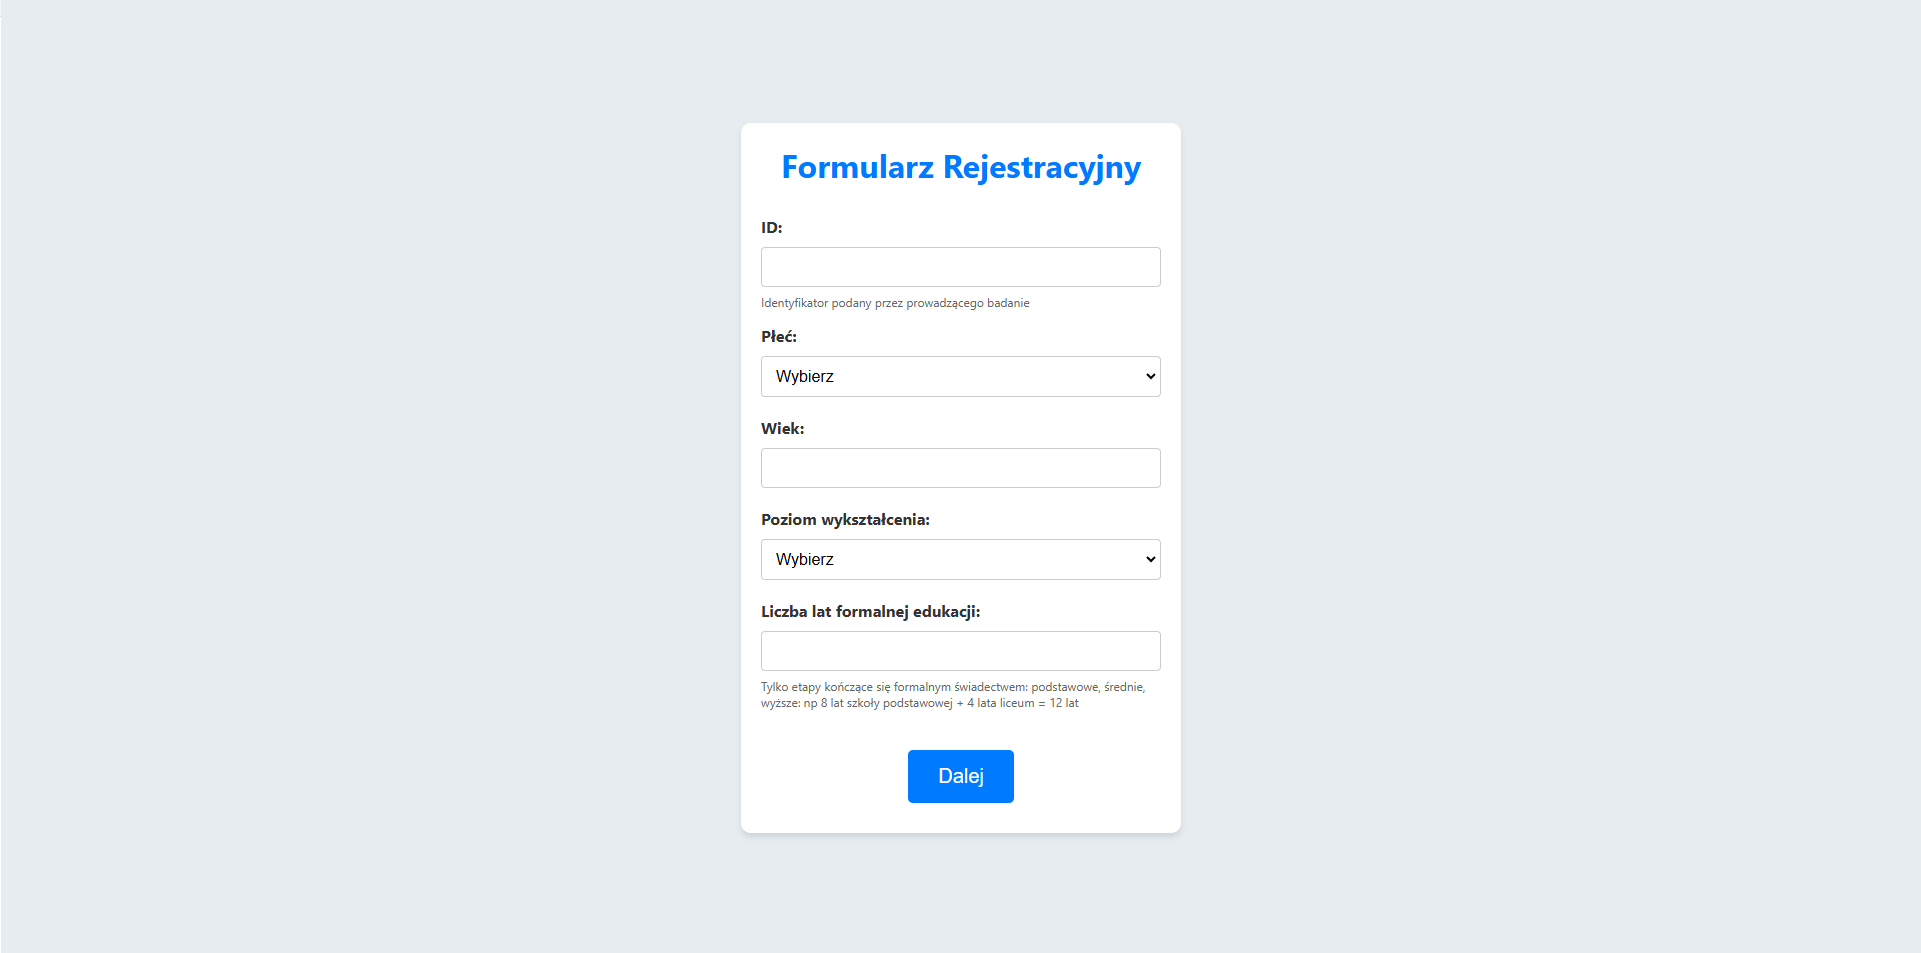 Formularz Rejestracyjny
ID:
Identyfikator podany przez prowadzącego badanie
Płeć:
Wybierz
Wiek:
Poziom wykształcenia:
Wybierz
Liczba lat formalnej edukacji:
Tylko etapy kończące się formalnym świadectwem: podstawowe, średnie,
wyższe: np 8 lat szkoły podstawowej + 4 lata liceum = 12 lat
Dalej